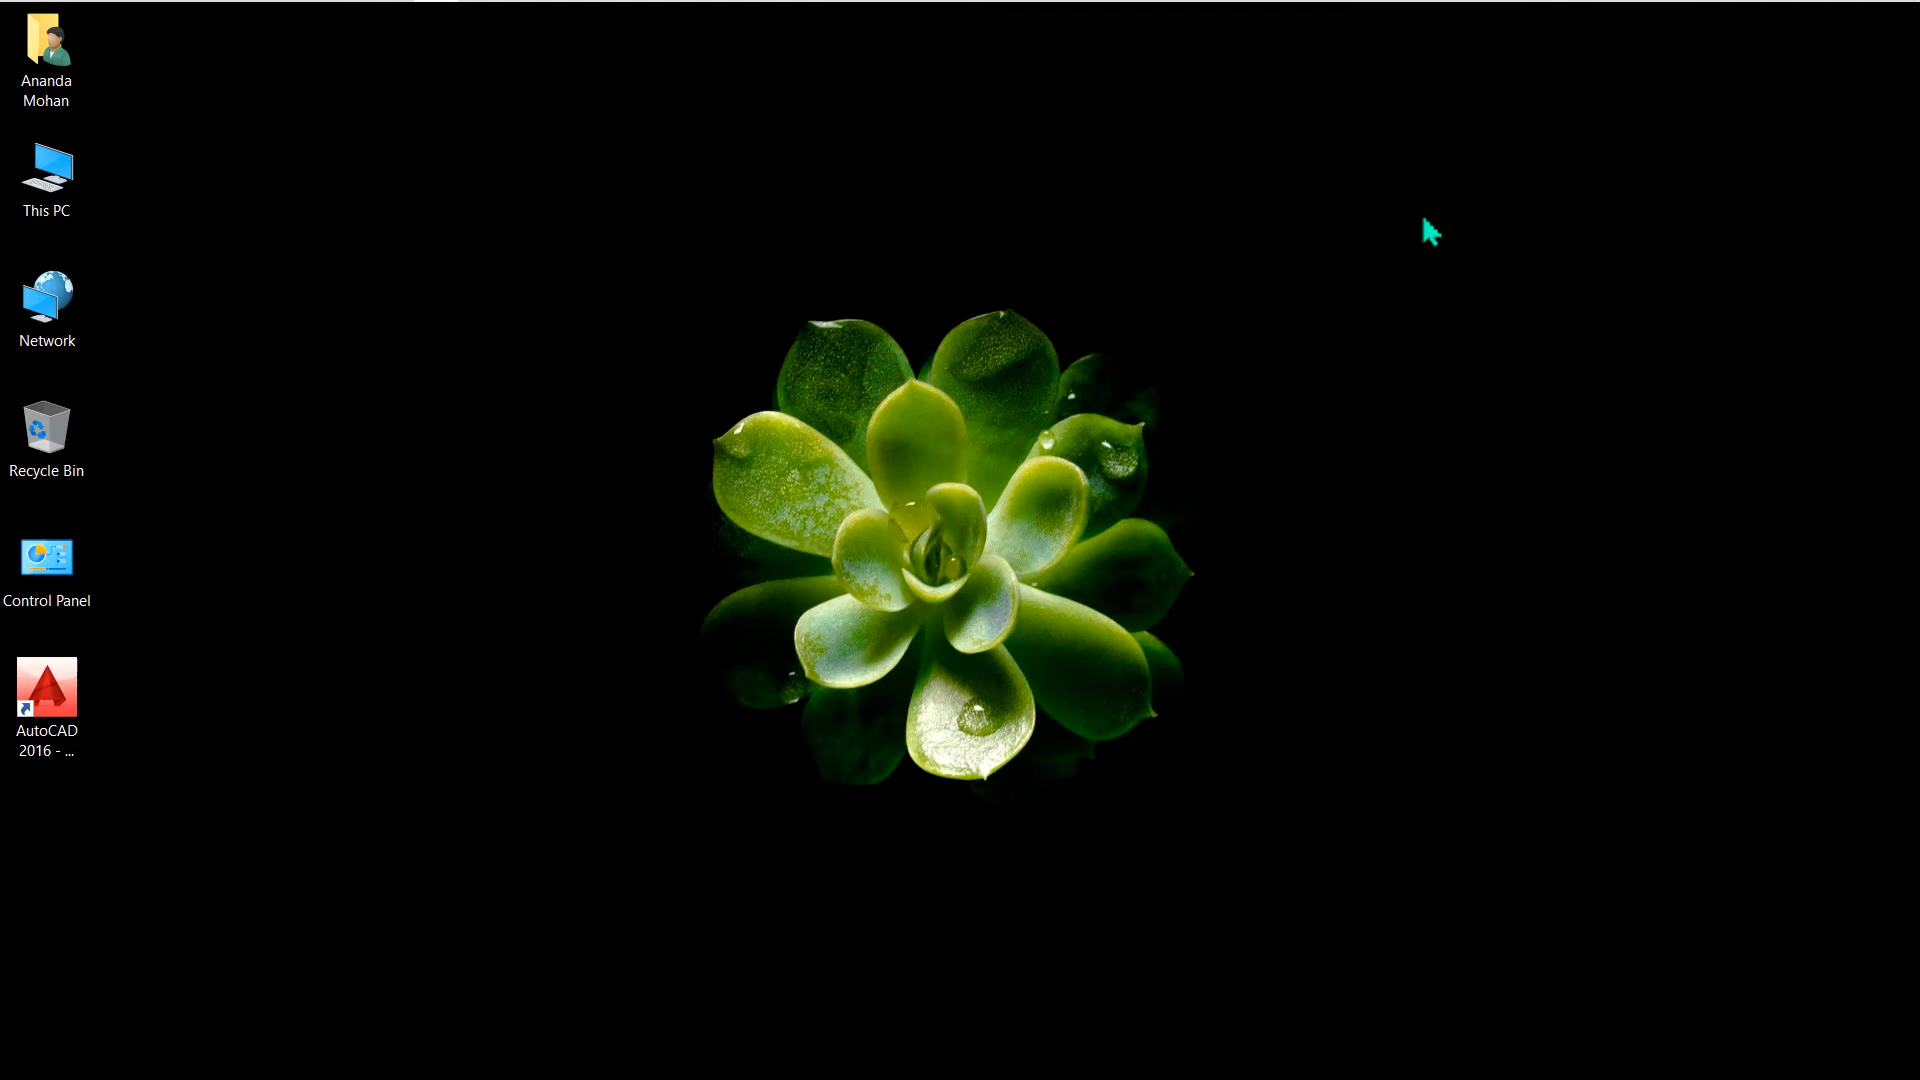 Ananda
Mohan
This PC
Network
Recycle Bin
Control Panel
AutoCAD
2016 - ...